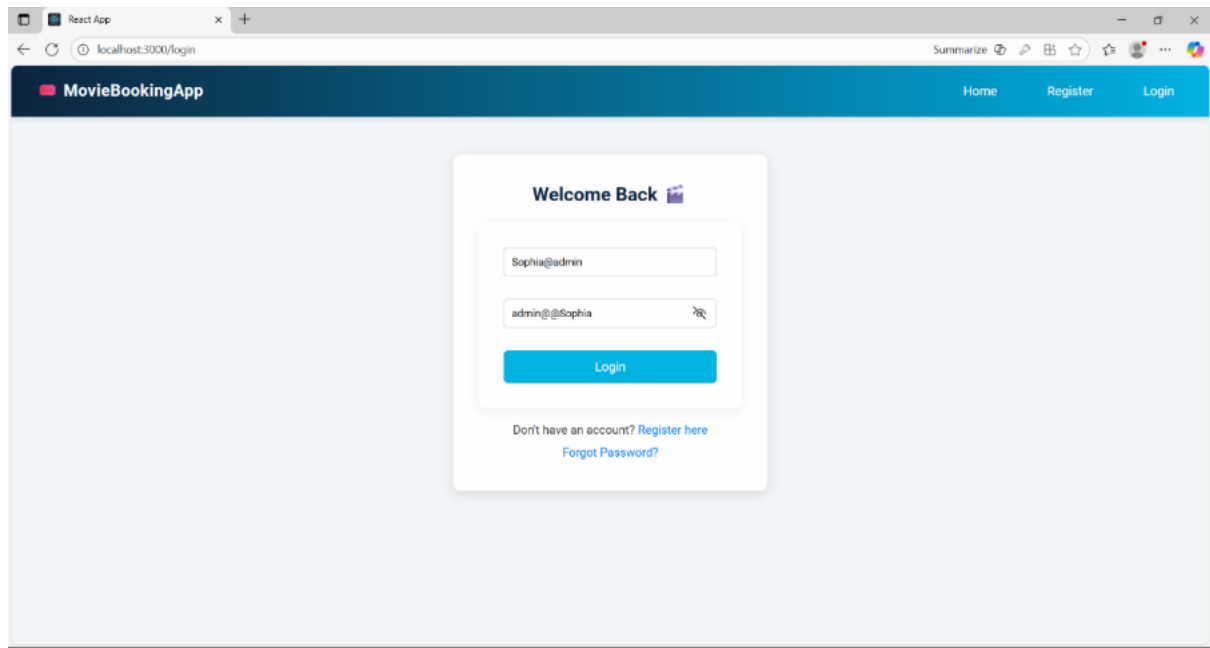 React App
localhost:3000/login
Summarize
MovieBookingApp
Home Register Login
Welcome Back
Sophia@admin
admin@@Sophia
Login
Don't have an account? Register here
Forgot Password?